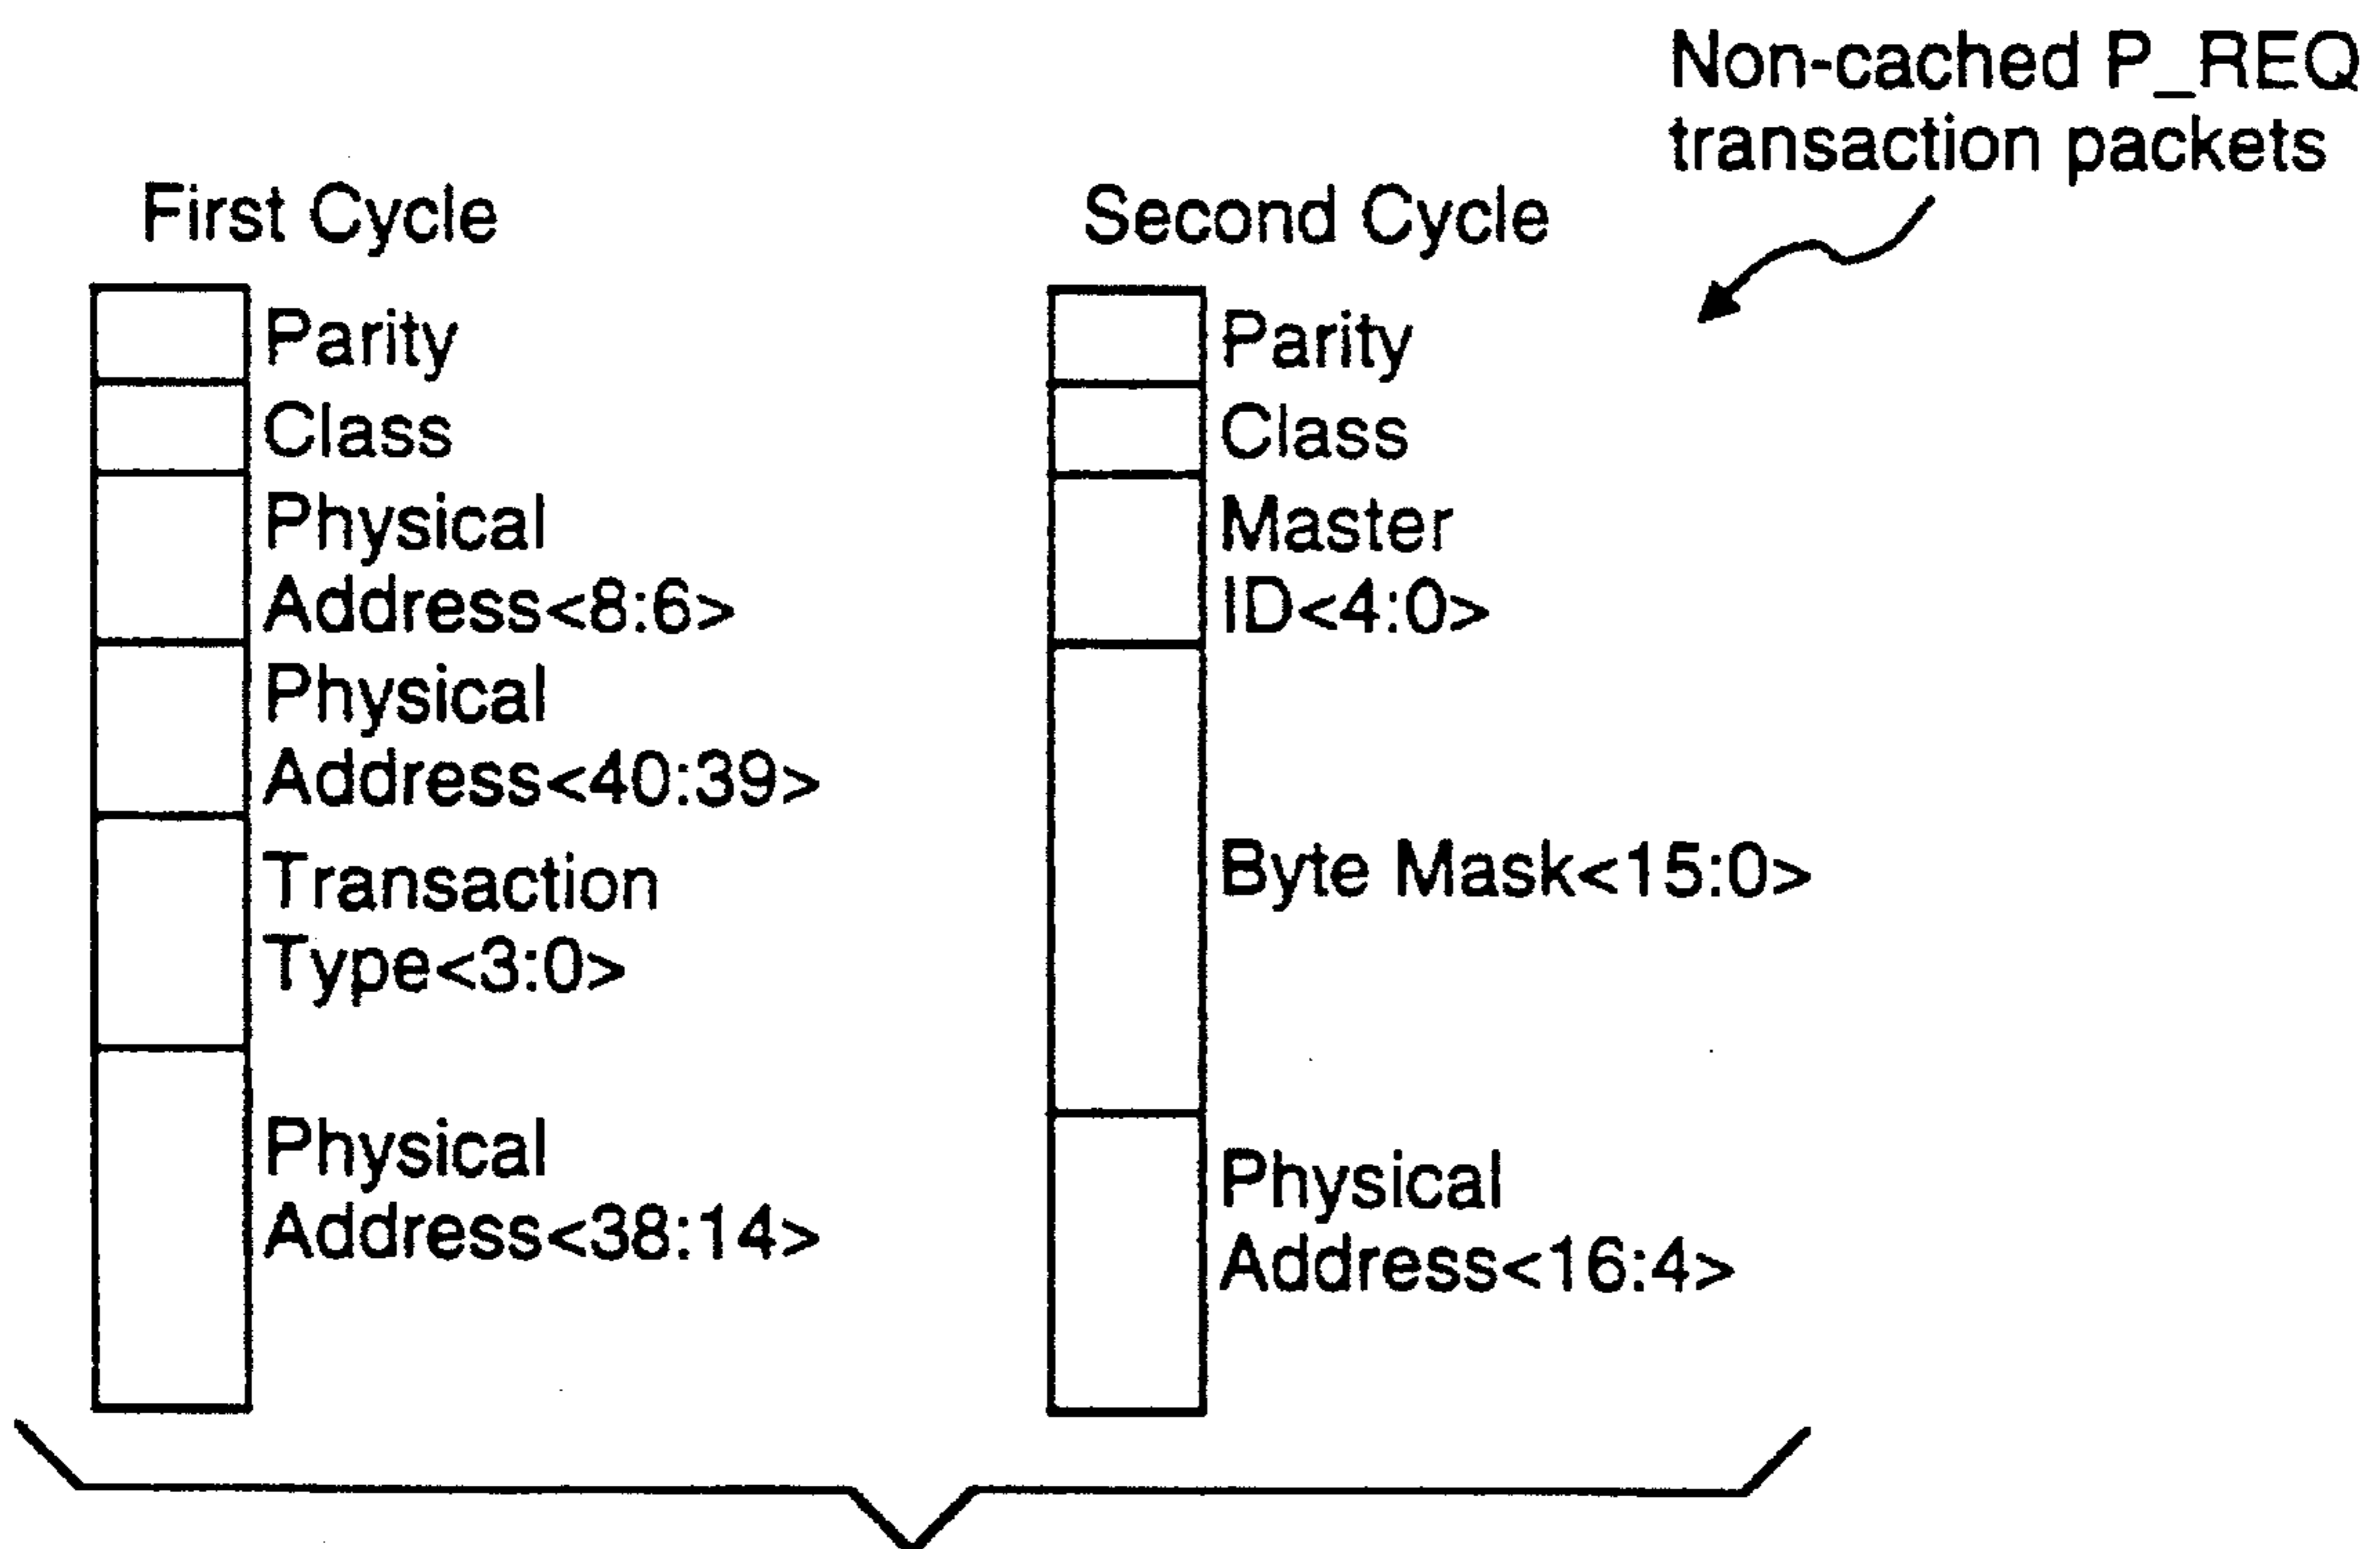 Non-cached P_REQ
transaction packets
First Cycle
Parity
Class
Physical
Address<8:6>
Physical
Address<40:39>
Transaction
Type<3:0>
Physical
Address<38:14>
Second Cycle
Parity
Class
Master
ID<4:0>
Byte Mask<15:0>
Physical
Address<16:4>